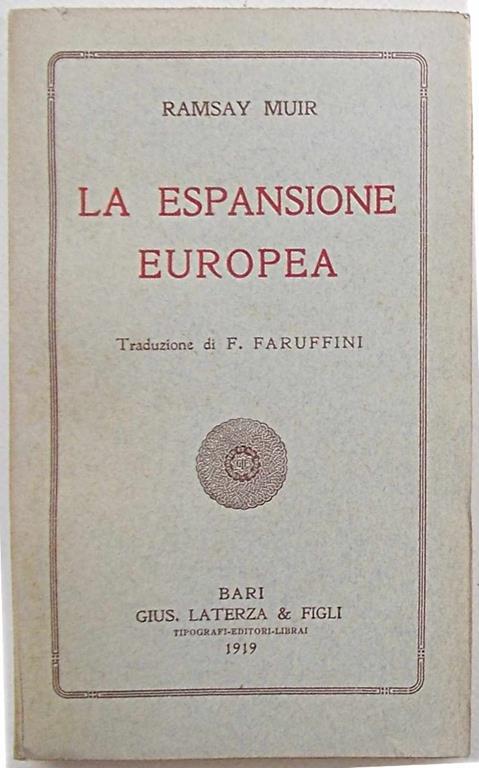 RAMSAY MUIR
LA ESPANSIONE
EUROPEA
Traduzione di F. FARUFFINI
BARI
GIUS. LATERZA & FIGLI
TIPOGRAFI-EDITORI-LIBRAI
1919